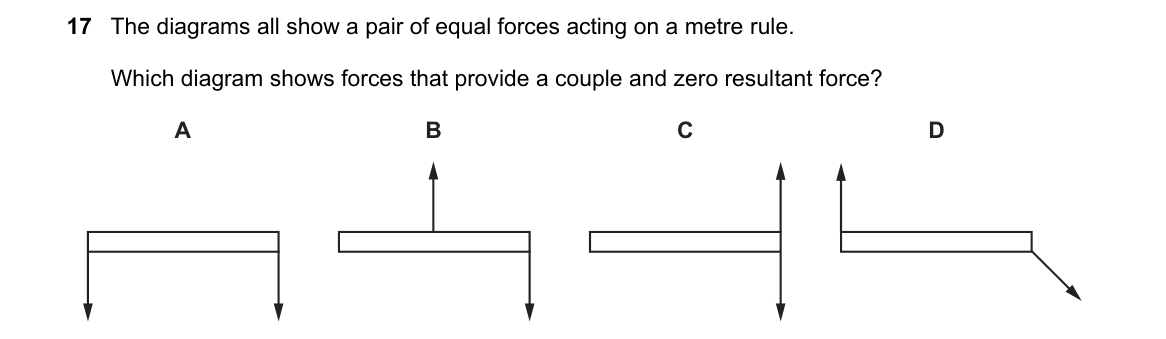 17 The diagrams all show a pair of equal forces acting on a metre rule.
Which diagram shows forces that provide a couple and zero resultant force?
A B C D